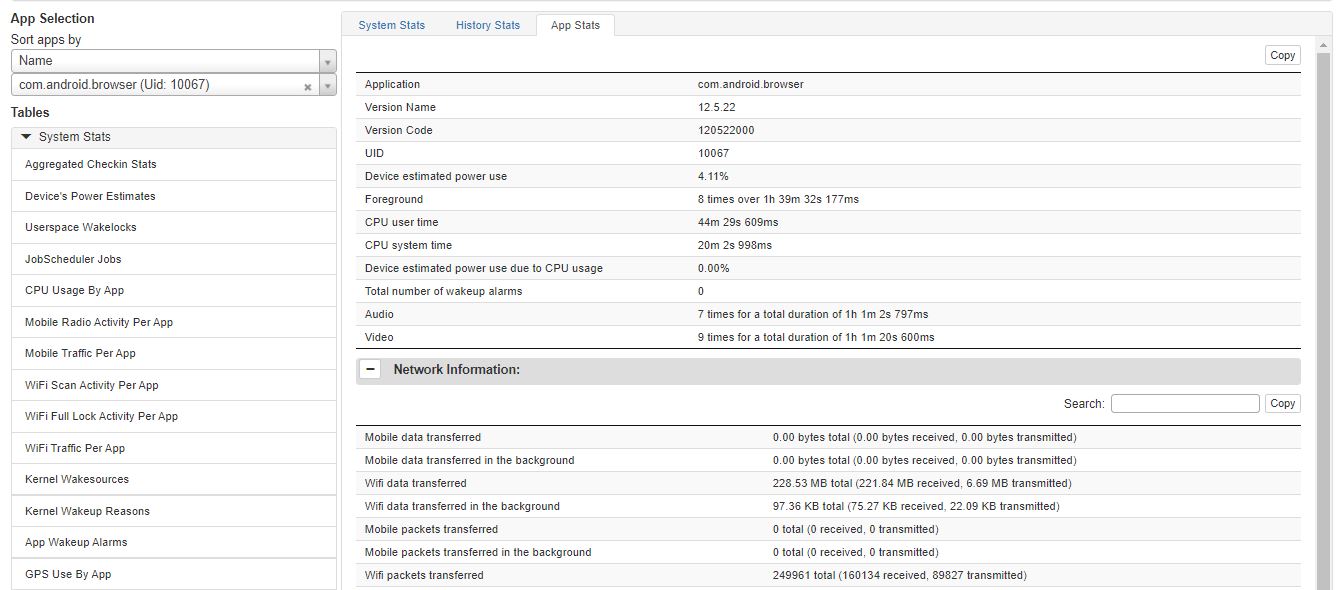 App Selection
Sort apps by
Name
com.android.browser (Uid: 10067)
Tables
System Stats
Aggregated Checkin Stats
Device's Power Estimates
Userspace Wakelocks
JobScheduler Jobs
CPU Usage By App
Mobile Radio Activity Per App
Mobile Traffic Per App
WiFi Scan Activity Per App
WiFi Full Lock Activity Per App
WiFi Traffic Per App
Kernel Wakesources
Kernel Wakeup Reasons
App Wakeup Alarms
GPS Use By App
System Stats History Stats App Stats
Copy
Application com.android.browser
Version Name 12.5.22
Version Code 120522000
UID 10067
Device estimated power use 4.11%
Foreground 8 times over 1h 39m 32s 177ms
CPU user time 44m 29s 609ms
CPU system time 20m 2s 998ms
Device estimated power use due to CPU usage 0.00%
Total number of wakeup alarms 0
Audio 7 times for a total duration of 1h 1m 2s 797ms
Video 9 times for a total duration of 1h 1m 20s 600ms
Network Information:
Search: Copy
Mobile data transferred 0.00 bytes total (0.00 bytes received, 0.00 bytes transmitted)
Mobile data transferred in the background 0.00 bytes total (0.00 bytes received, 0.00 bytes transmitted)
Wifi data transferred 228.53 MB total (221.84 MB received, 6.69 MB transmitted)
Wifi data transferred in the background 97.36 KB total (75.27 KB received, 22.09 KB transmitted)
Mobile packets transferred 0 total (0 received, 0 transmitted)
Mobile packets transferred in the background 0 total (0 received, 0 transmitted)
Wifi packets transferred 249961 total (160134 received, 89827 transmitted)